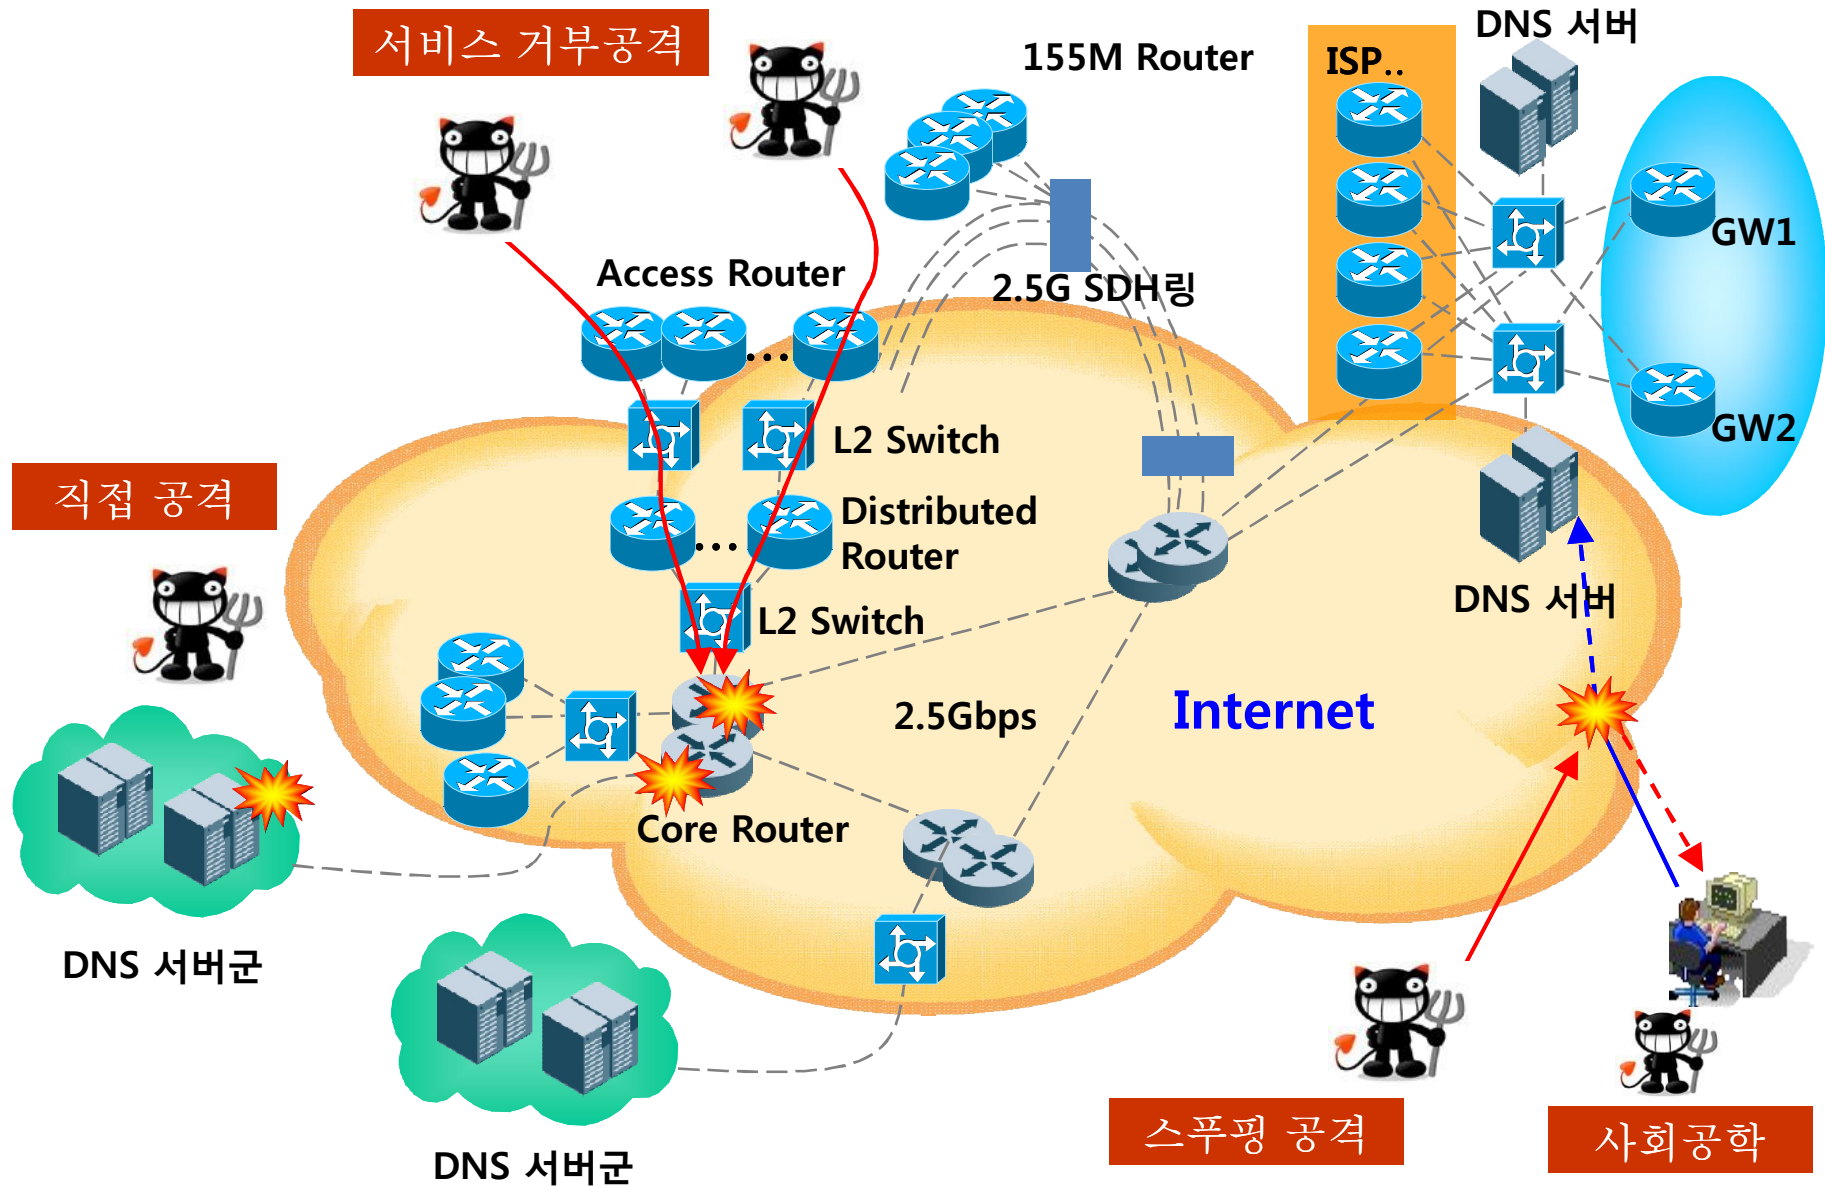 서비스 거부공격
155M Router
ISP..
DNS 서버
GW1
Access Router
2.5G SDH링
GW2
L2 Switch
직접 공격
Distributed
Router
DNS 서버
L2 Switch
Internet
2.5Gbps
Core Router
DNS 서버군
스푸핑 공격
사회공학
DNS 서버군